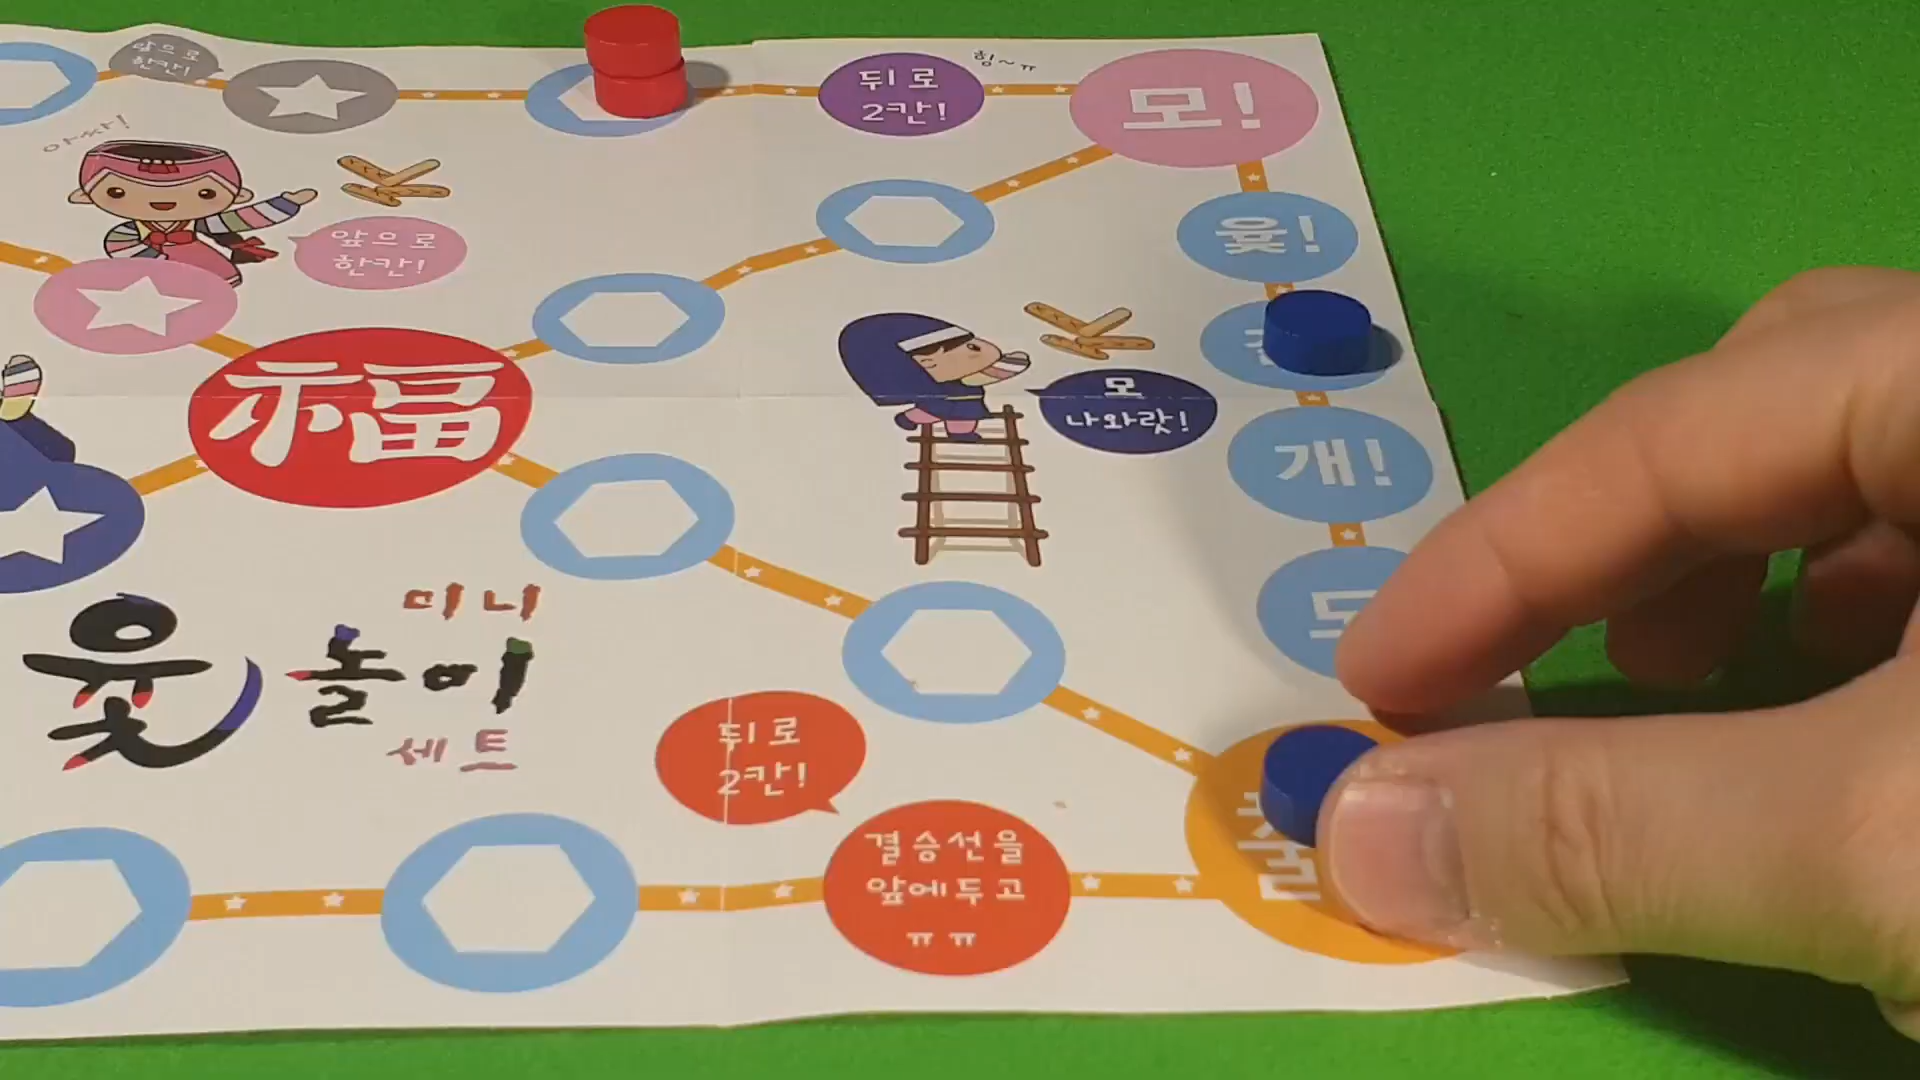 앞으로
한칸!
뒤로
2칸!
힝~ㅠ
모!
아싸!
앞으로
한칸!
윷!
福
모
나와랏!
개!
미니
윷놀이
세트
뒤로
2칸!
결승선을
앞에두고
ㅠㅠ